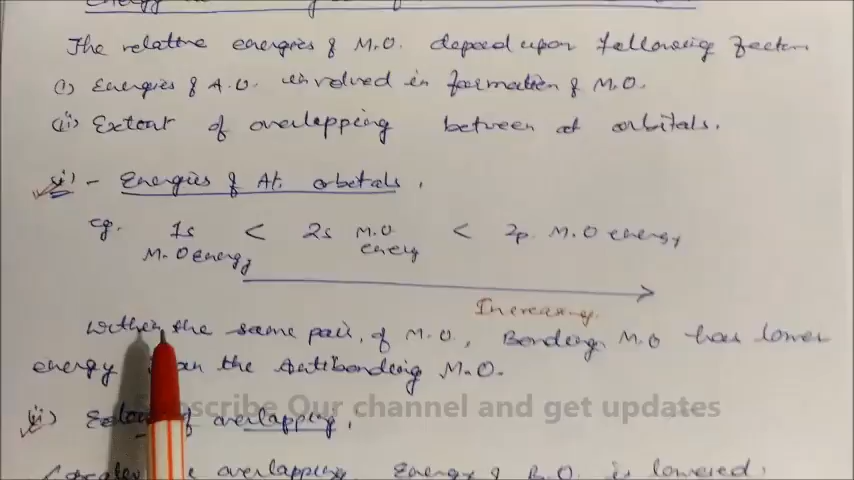 The relative energies of M.O. depend upon following factors
(i) Energies of A.O. involved in formation of M.O.
(ii) Extent of overlapping between at orbitals.
(i) - Energies of At. orbitals.
eg. 1s < 2s M.O < 2p M.O energy
M.O energy energy
Increasing.
Within the same pair of M.O., Bonding M.O has lower
energy than the Antibonding M.O.
Subscribe Our channel and get updates
(ii) Extent of overlapping.
overlapping Energy of B.O. is lowered.